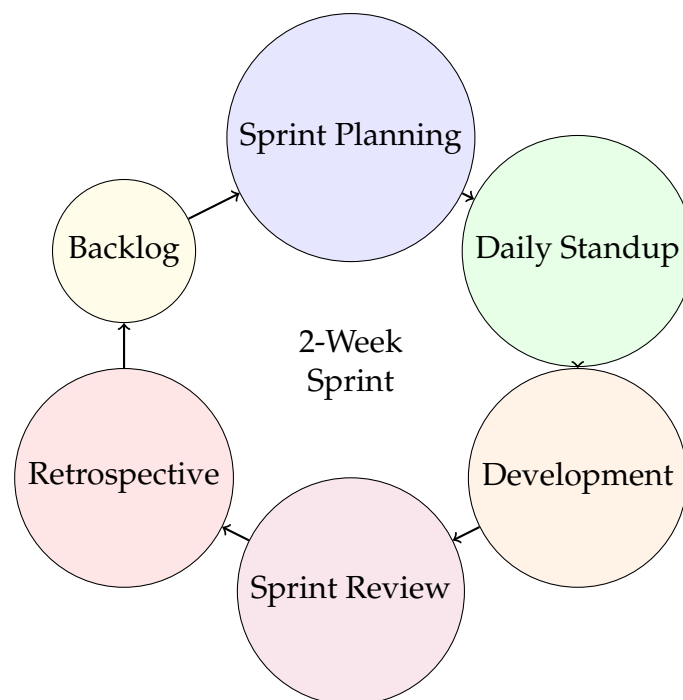 Sprint Planning
Daily Standup
Backlog
2-Week
Sprint
Development
Retrospective
Sprint Review